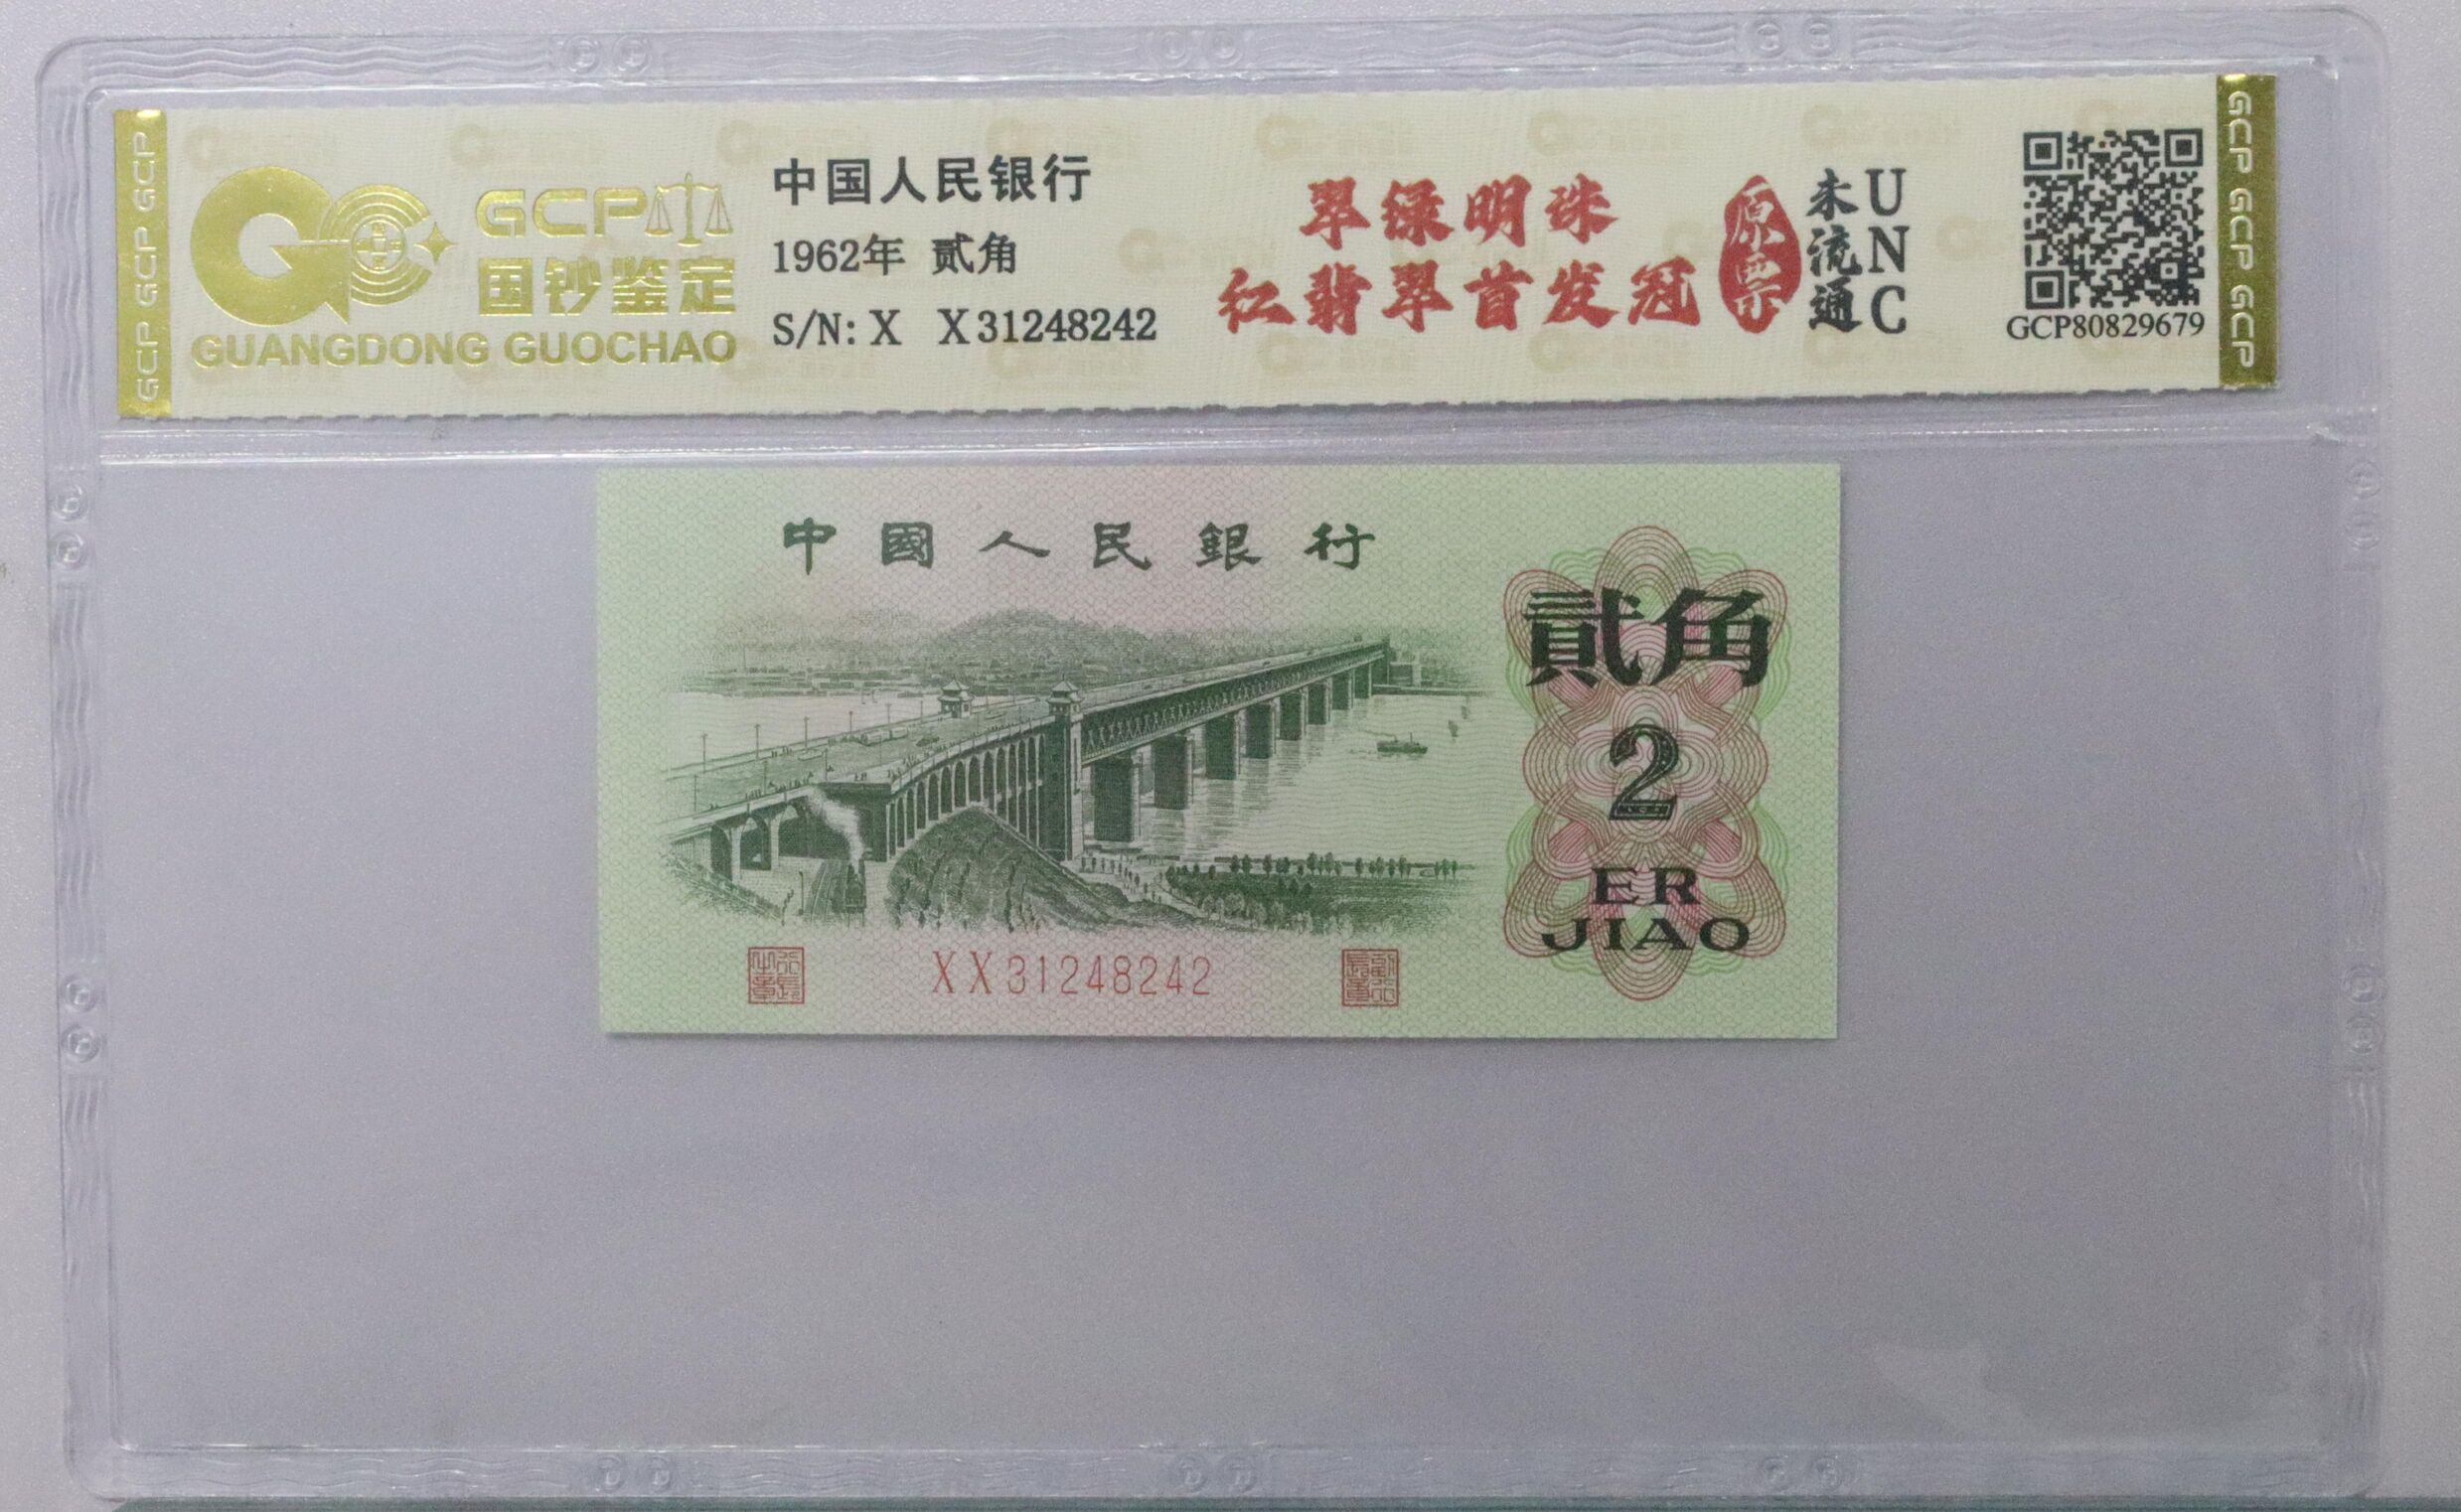 GCP GCP GCP
GCP
国钞鉴定
GUANGDONG GUOCHAO
中国人民银行
1962年 贰角
S/N: X X31248242
翠绿明珠
红翡翠首发冠
原票
未流通
UNC
GCP80829679
GCP GCP GCP
中國人民銀行
貳角
2
ER
JIAO
XX31248242